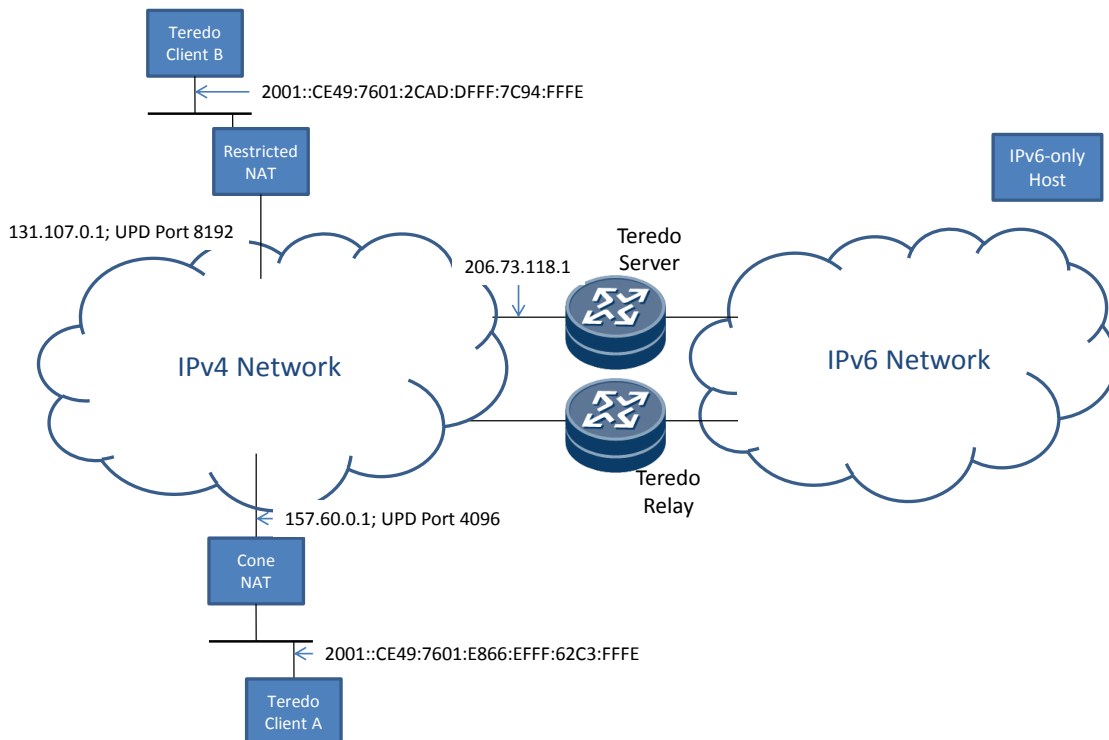 Teredo
Client B
2001::CE49:7601:2CAD:DFFF:7C94:FFFE
Restricted
NAT
IPv6-only
Host
131.107.0.1; UPD Port 8192
206.73.118.1
Teredo
Server
IPv4 Network
IPv6 Network
Teredo
Relay
157.60.0.1; UPD Port 4096
Cone
NAT
2001::CE49:7601:E866:EFFF:62C3:FFFE
Teredo
Client A